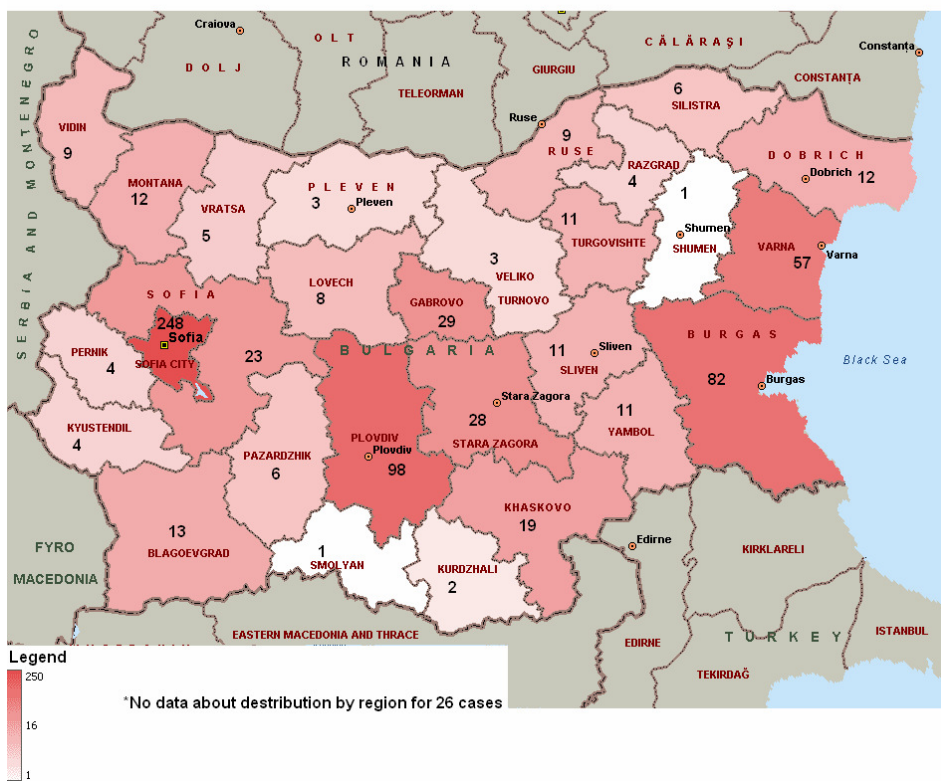 Craiova
OLT
CĂLĂRAȘI
Constanța
DOLJ
ROMANIA
GIURGIU
CONSTANȚA
TELEORMAN
SERBIA AND MONTENEGRO
6
SILISTRA
Ruse
VIDIN
9
9
RUSE
DOBRICH
RAZGRAD
4
Dobrich
12
MONTANA
12
PLEVEN
3
Pleven
1
VRATSA
5
11
TURGOVISHTE
Shumen
SHUMEN
VARNA
57
Varna
3
VELIKO
TURNOVO
SOFIA
LOVECH
8
GABROVO
29
248
Sofia
SOFIA CITY
BURGAS
PERNIK
4
23
BULGARIA
11
Sliven
SLIVEN
Black Sea
82
Burgas
KYUSTENDIL
4
28
Stara Zagora
STARA ZAGORA
11
YAMBOL
PAZARDZHIK
6
PLOVDIV
Plovdiv
98
KHASKOVO
19
13
BLAGOEVGRAD
1
SMOLYAN
KURDZHALI
2
Edirne
KIRKLARELI
FYRO
MACEDONIA
EASTERN MACEDONIA AND THRACE
EDIRNE
TURKEY
ISTANBUL
TEKIRDAĞ
Legend
250
16
1
*No data about destribution by region for 26 cases